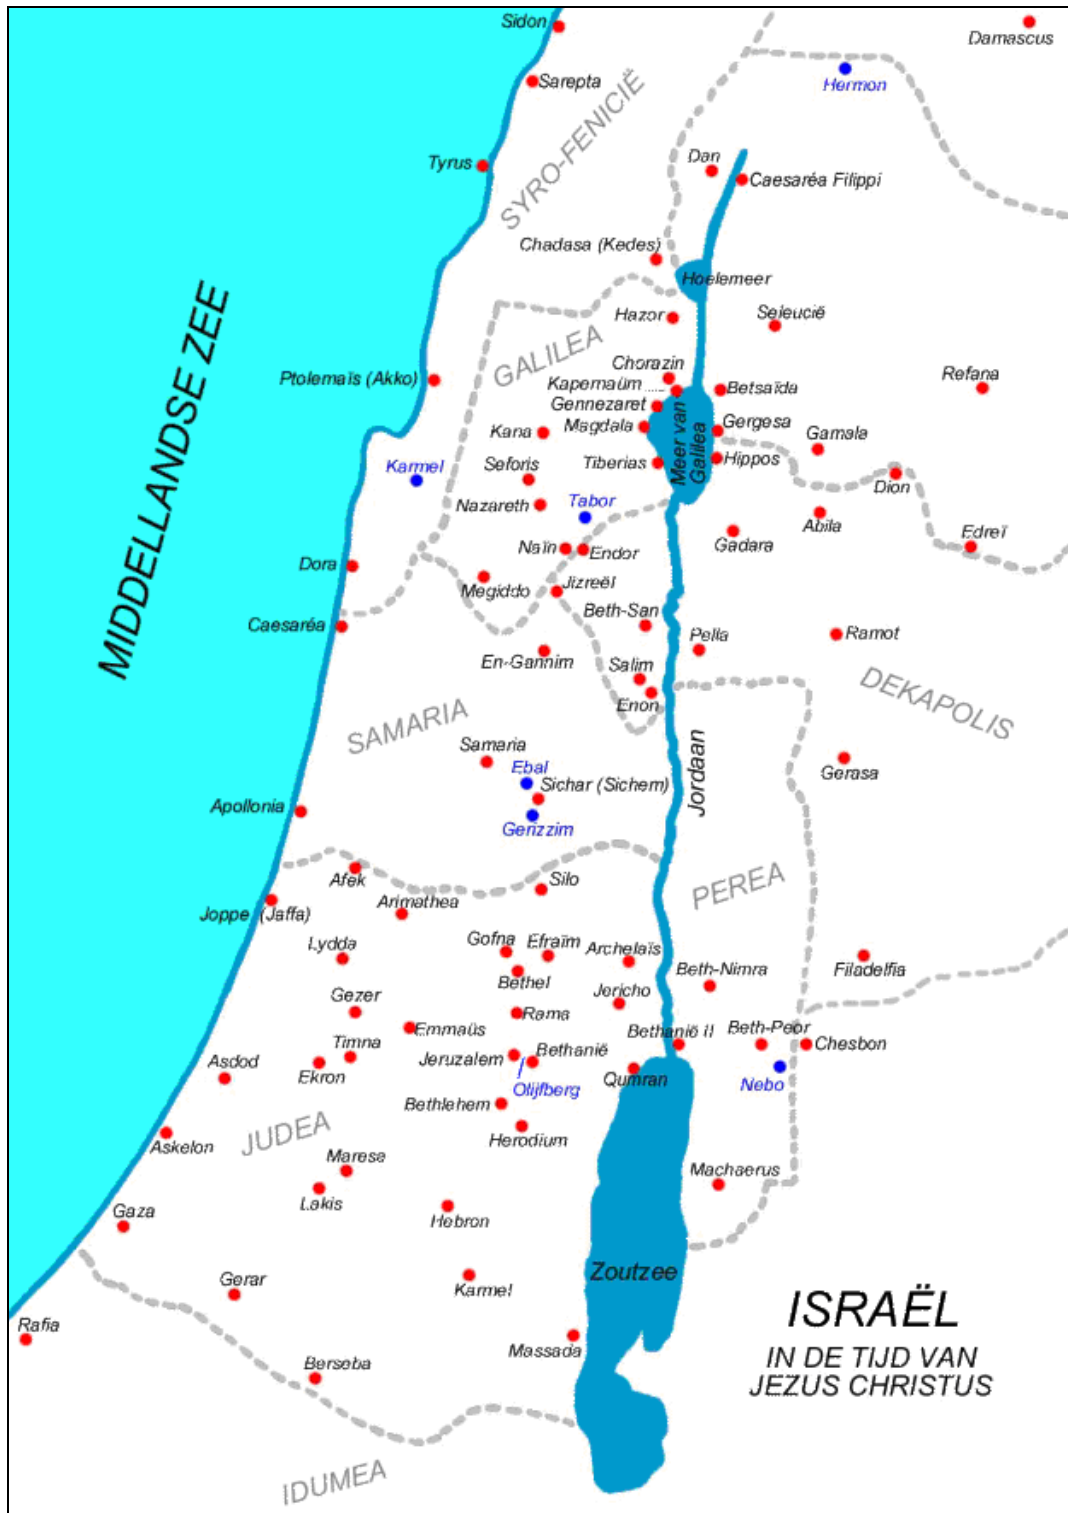 Sidon
Damascus
Sarepta
Hermon
SYRO-FENICIË
Tyrus
Dan
Caesaréa Filippi
Chadasa (Kedes)
Hoelemeer
MIDDELLANDSE ZEE
Hazor
Seleucië
GALILEA
Chorazin
Ptolemaïs (Akko)
Kapernaüm
Betsaïda
Refana
Gennezaret
Magdala
Meer van
Galilea
Gergesa
Gamala
Kana
Karmel
Seforis
Tiberias
Hippos
Dion
Nazareth
Tabor
Abila
Gadara
Edreï
Naïn
Endor
Dora
Megiddo
Jizreël
Beth-San
Caesaréa
Pella
Ramot
En-Gannim
Salim
Enon
DEKAPOLIS
SAMARIA
Samaria
Ebal
Jordaan
Gerasa
Sichar (Sichem)
Apollonia
Gerizzim
Afek
Silo
PEREA
Joppe (Jaffa)
Arimathea
Lydda
Gofna
Efraïm
Archelaïs
Beth-Nimra
Filadelfia
Bethel
Gezer
Jericho
Rama
Emmaüs
Bethanië II
Beth-Peor
Chesbon
Timna
Jeruzalem
Bethanië
Asdod
Ekron
Qumran
Nebo
Olijfberg
Bethlehem
JUDEA
Herodium
Askelon
Maresa
Machaerus
Lakis
Gaza
Hebron
Zoutzee
Gerar
Karmel
Rafia
Massada
Berseba
ISRAËL
IN DE TIJD VAN
JEZUS CHRISTUS
IDUMEA